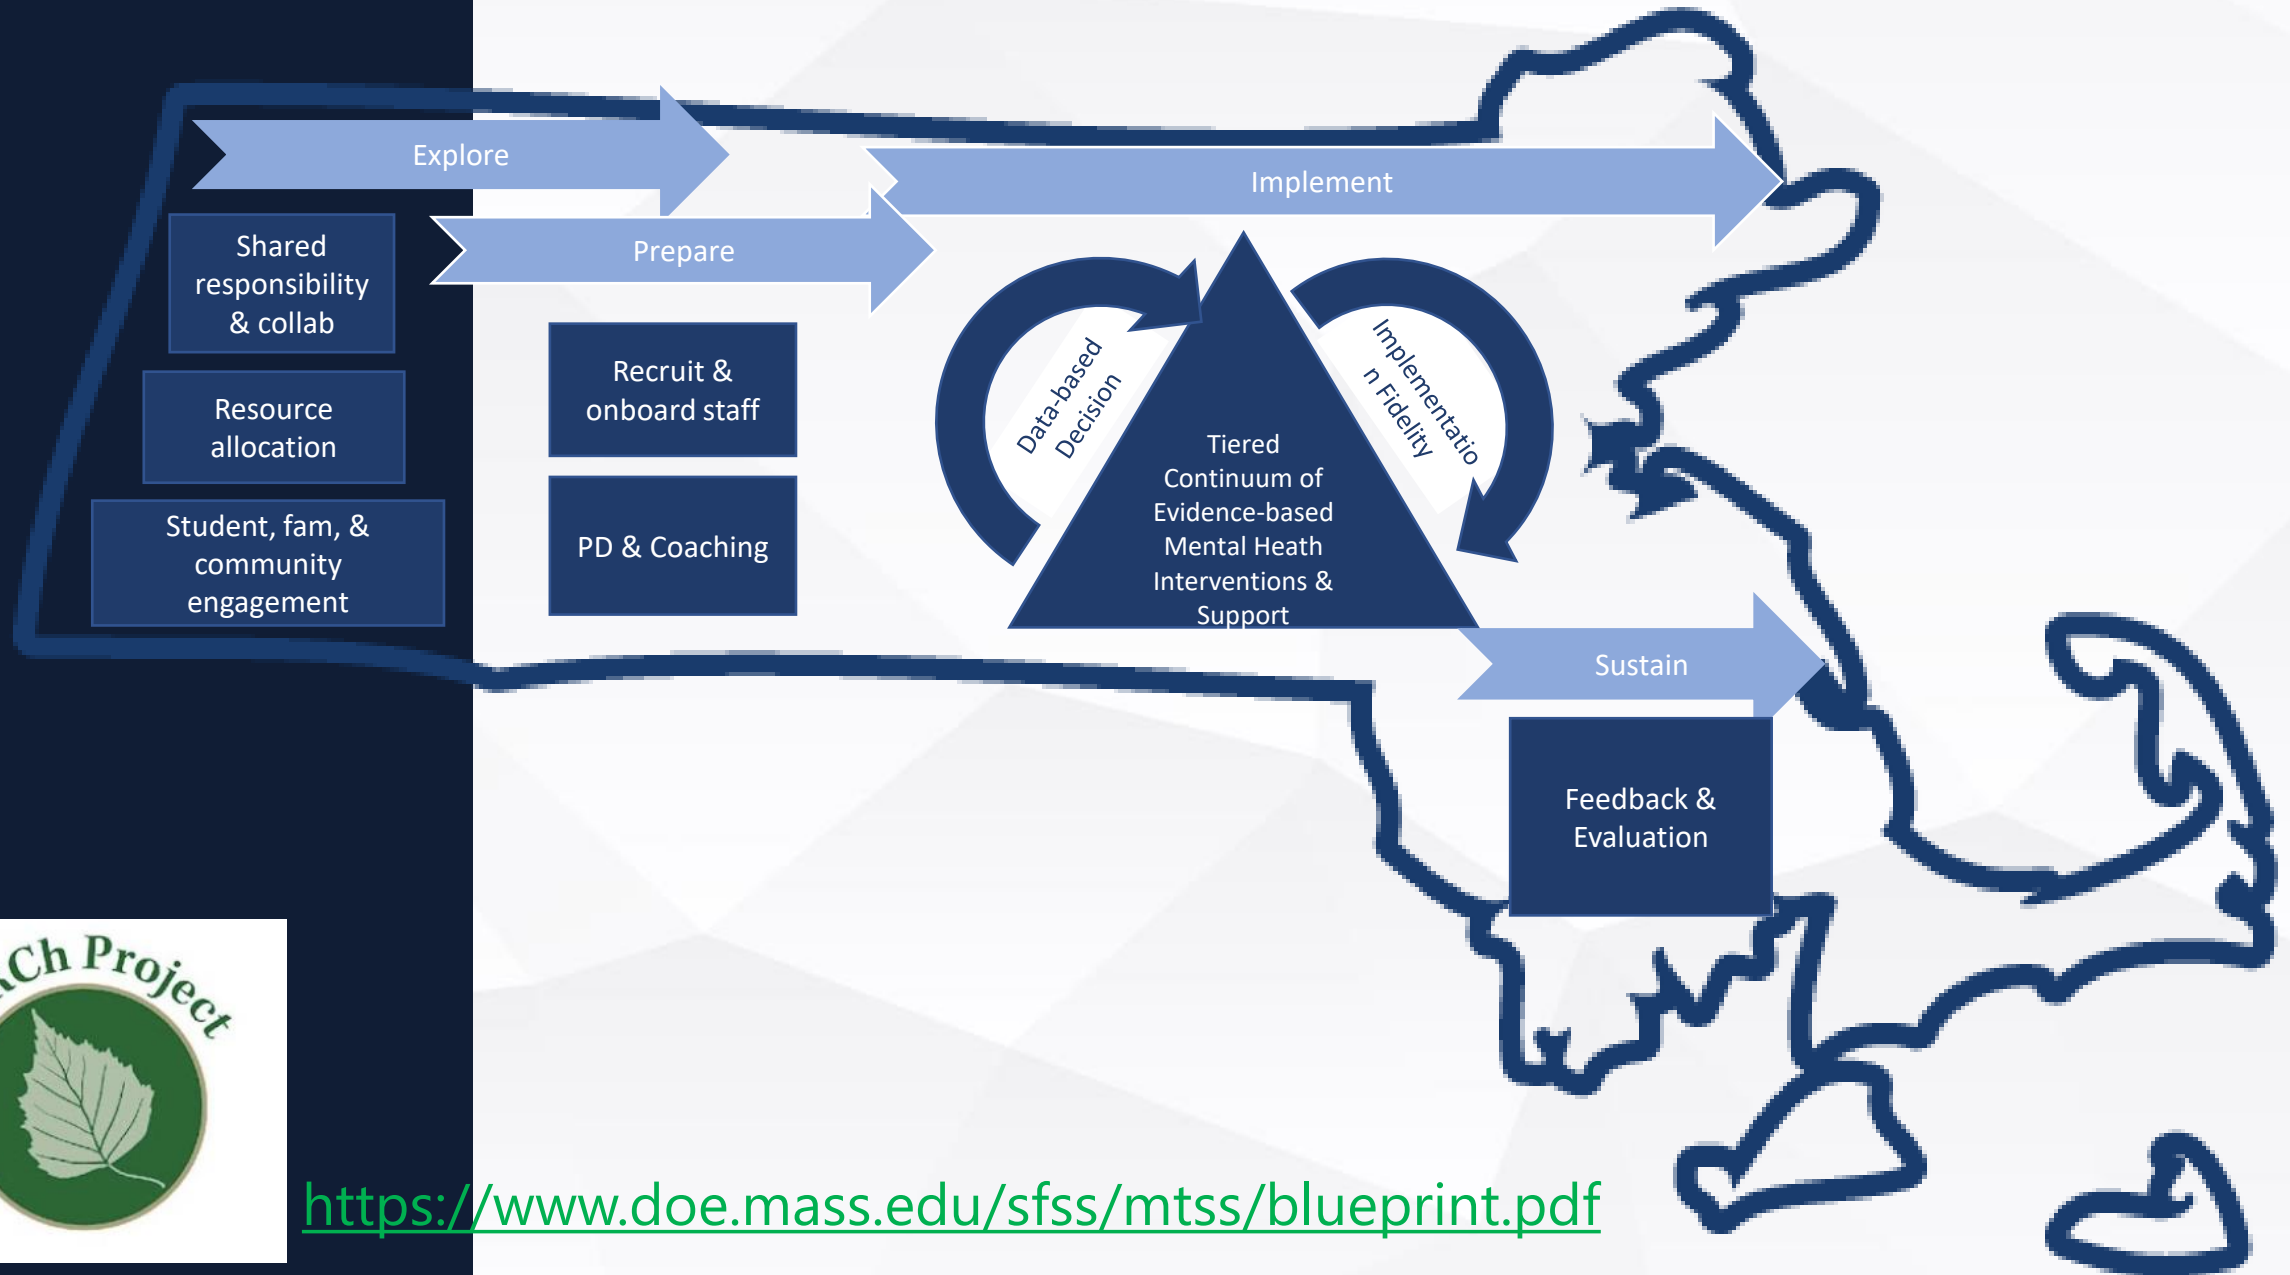 Explore
Shared
responsibility
& collab
Resource
allocation
Student, fam, &
community
engagement
Prepare
Recruit &
onboard staff
PD & Coaching
Implement
Data-based
Decision
Implementatio
n Fidelity
Tiered
Continuum of
Evidence-based
Mental Heath
Interventions &
Support
Sustain
Feedback &
Evaluation
Project
https://www.doe.mass.edu/sfss/mtss/blueprint.pdf